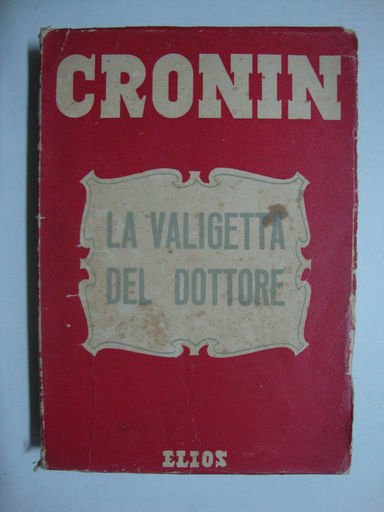 CRONIN
LA VALIGETTA
DEL DOTTORE
ELIOS